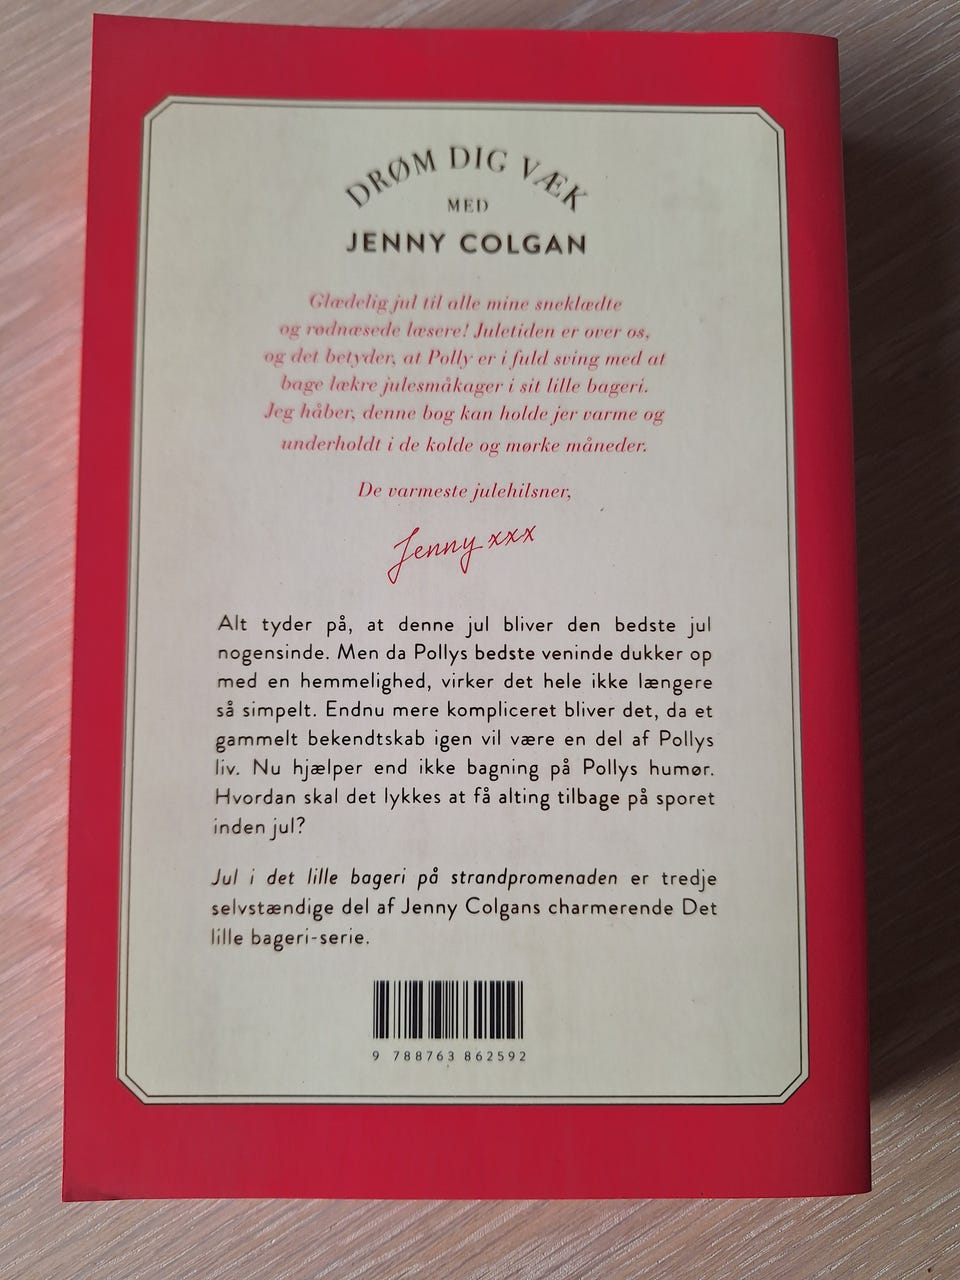 DRØM DIG VÆK
MED
JENNY COLGAN
Glædelig jul til alle mine sneklædte
og rødnæsede læsere! Juletiden er over os,
og det betyder, at Polly er i fuld sving med at
bage lækre julesmåkager i sit lille bageri.
Jeg håber, denne bog kan holde jer varme og
underholdt i de kolde og mørke måneder.
De varmeste julehilsner,
Jenny xxx
Alt tyder på, at denne jul bliver den bedste jul
nogensinde. Men da Pollys bedste veninde dukker op
med en hemmelighed, virker det hele ikke længere
så simpelt. Endnu mere kompliceret bliver det, da et
gammelt bekendtskab igen vil være en del af Pollys
liv. Nu hjælper end ikke bagning på Pollys humør.
Hvordan skal det lykkes at få alting tilbage på sporet
inden jul?
Jul i det lille bageri på strandpromenaden er tredje
selvstændige del af Jenny Colgans charmerende Det
lille bageri-serie.
9 788763 862592